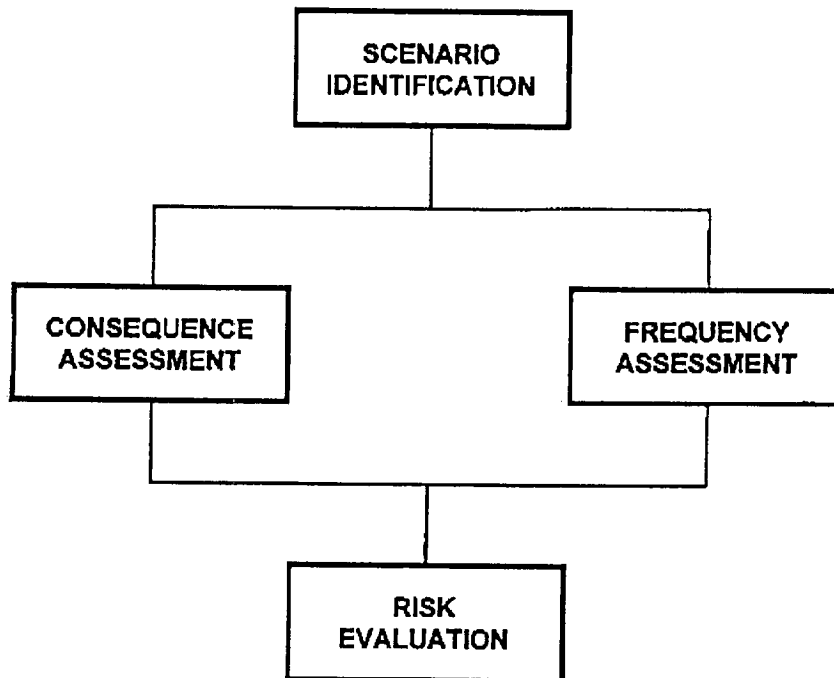 SCENARIO
IDENTIFICATION
CONSEQUENCE
ASSESSMENT
FREQUENCY
ASSESSMENT
RISK
EVALUATION